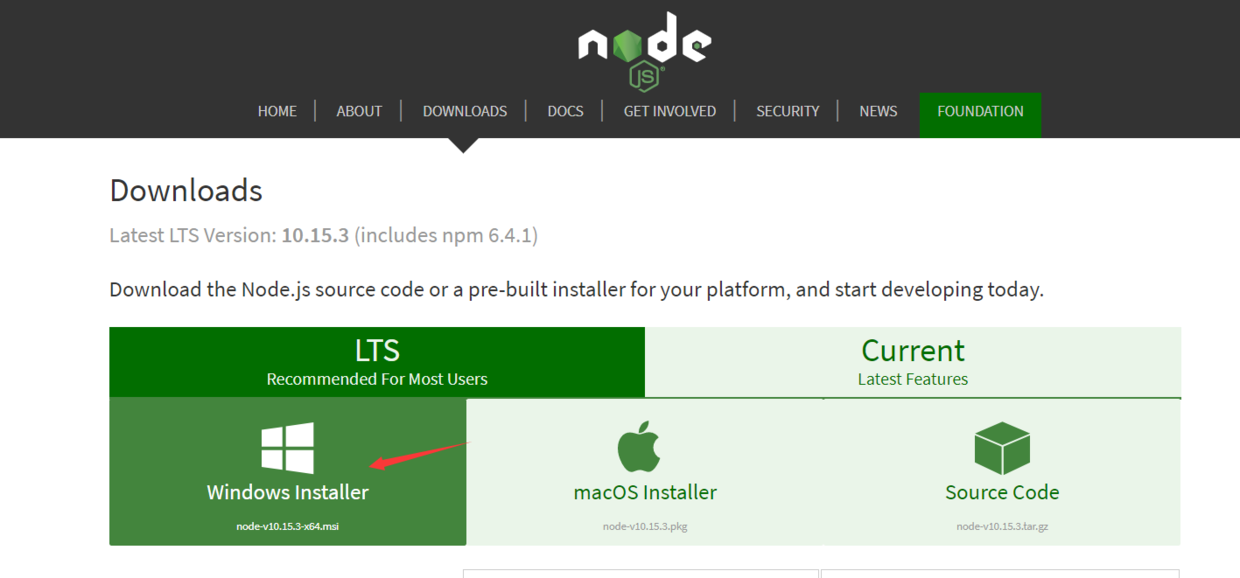 node
JS
HOME | ABOUT | DOWNLOADS | DOCS | GET INVOLVED | SECURITY | NEWS FOUNDATION
Downloads
Latest LTS Version: 10.15.3 (includes npm 6.4.1)
Download the Node.js source code or a pre-built installer for your platform, and start developing today.
LTS
Recommended For Most Users
Current
Latest Features
Windows Installer
node-v10.15.3-x64.msi
macOS Installer
node-v10.15.3.pkg
Source Code
node-v10.15.3.tar.gz